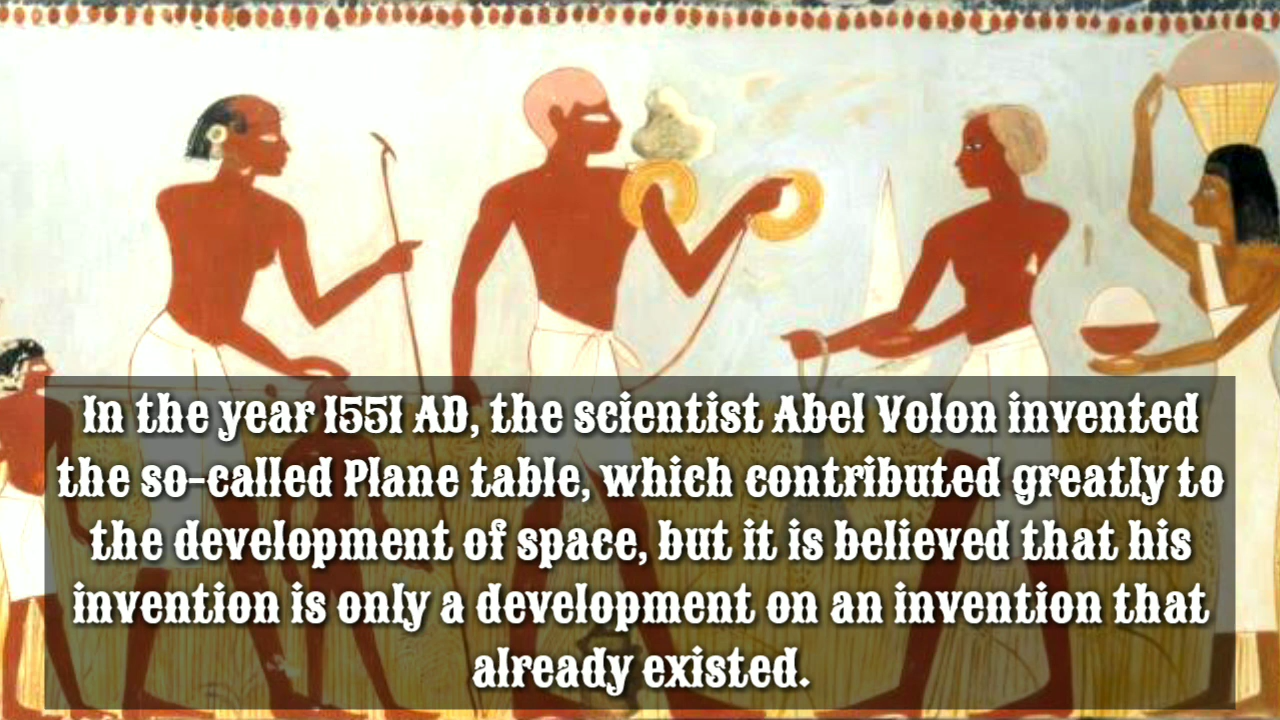 In the year 1551 AD, the scientist Abel Volon invented
the so-called Plane table, which contributed greatly to
the development of space, but it is believed that his
invention is only a development on an invention that
already existed.